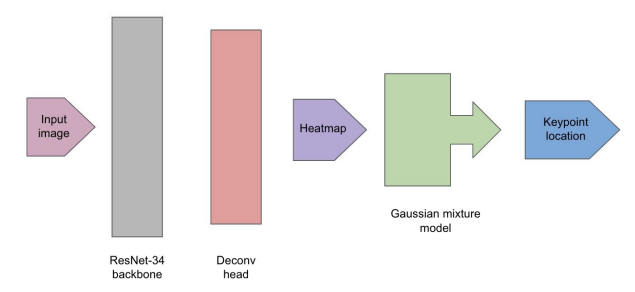 Input
image
Heatmap
Keypoint
location
Gaussian mixture
model
ResNet-34
backbone
Deconv
head